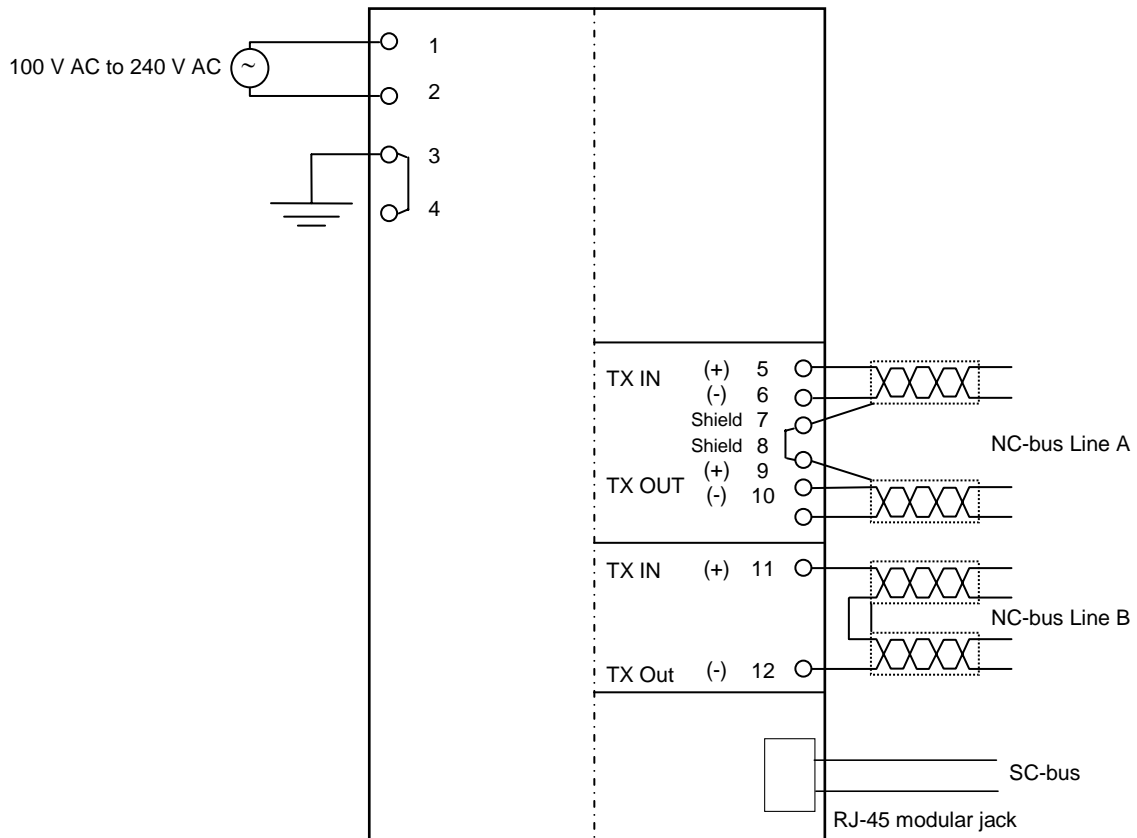 1
100 V AC to 240 V AC ~
2
3
4
TX IN (+) 5
(-) 6
Shield 7
Shield 8
NC-bus Line A
(+) 9
TX OUT (-) 10
TX IN (+) 11
NC-bus Line B
TX Out (-) 12
SC-bus
RJ-45 modular jack